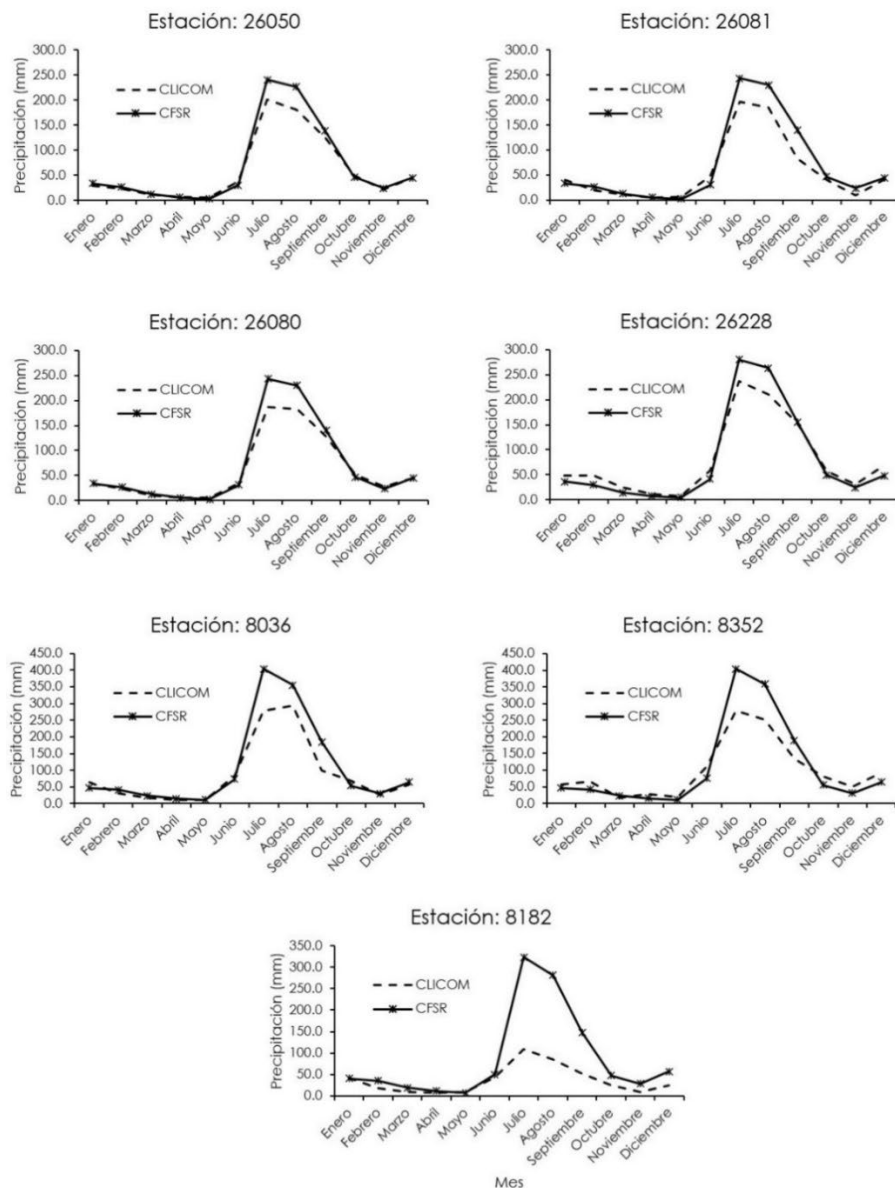 Estación: 26050
Precipitación (mm)
300.0
250.0
200.0
150.0
100.0
50.0
0.0
CLICOM
CFSR
Enero
Febrero
Marzo
Abril
Mayo
Junio
Julio
Agosto
Septiembre
Octubre
Noviembre
Diciembre
Estación: 26081
Precipitación (mm)
300.0
250.0
200.0
150.0
100.0
50.0
0.0
CLICOM
CFSR
Enero
Febrero
Marzo
Abril
Mayo
Junio
Julio
Agosto
Septiembre
Octubre
Noviembre
Diciembre
Estación: 26080
Precipitación (mm)
300.0
250.0
200.0
150.0
100.0
50.0
0.0
CLICOM
CFSR
Enero
Febrero
Marzo
Abril
Mayo
Junio
Julio
Agosto
Septiembre
Octubre
Noviembre
Diciembre
Estación: 26228
Precipitación (mm)
300.0
250.0
200.0
150.0
100.0
50.0
0.0
CLICOM
CFSR
Enero
Febrero
Marzo
Abril
Mayo
Junio
Julio
Agosto
Septiembre
Octubre
Noviembre
Diciembre
Estación: 8036
Precipitación (mm)
450.0
400.0
350.0
300.0
250.0
200.0
150.0
100.0
50.0
0.0
CLICOM
CFSR
Enero
Febrero
Marzo
Abril
Mayo
Junio
Julio
Agosto
Septiembre
Octubre
Noviembre
Diciembre
Estación: 8352
Precipitación (mm)
450.0
400.0
350.0
300.0
250.0
200.0
150.0
100.0
50.0
0.0
CLICOM
CFSR
Enero
Febrero
Marzo
Abril
Mayo
Junio
Julio
Agosto
Septiembre
Octubre
Noviembre
Diciembre
Estación: 8182
Precipitación (mm)
350.0
300.0
250.0
200.0
150.0
100.0
50.0
0.0
CLICOM
CFSR
Enero
Febrero
Marzo
Abril
Mayo
Junio
Julio
Agosto
Septiembre
Octubre
Noviembre
Diciembre
Mes